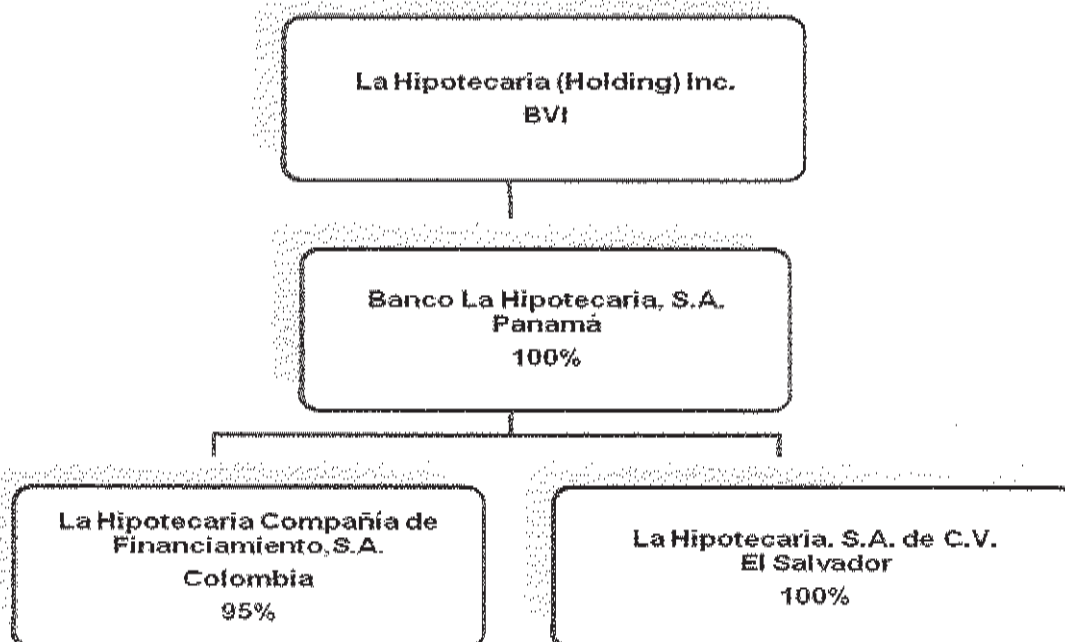 La Hipotecaria (Holding) Inc.
BVI
Banco La Hipotecaria, S.A.
Panamá
100%
La Hipotecaria Compañía de
Financiamiento,S.A.
Colombia
95%
La Hipotecaria. S.A. de C.V.
El Salvador
100%